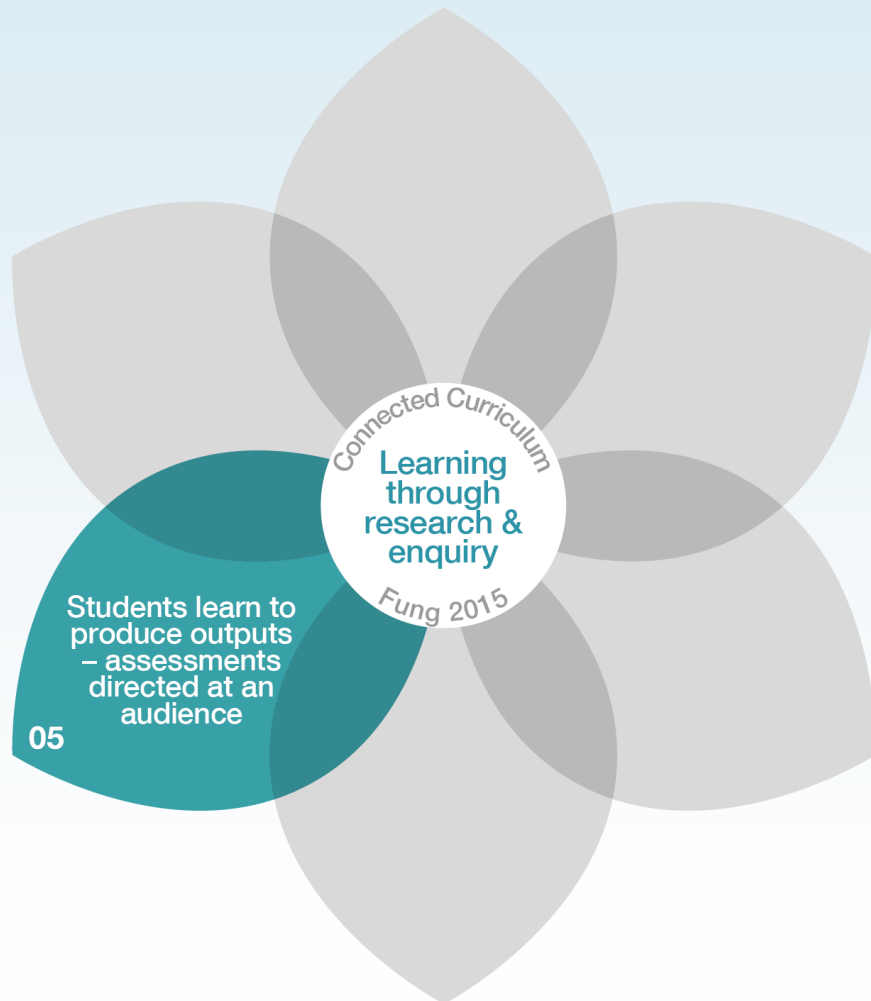 Connected Curriculum
Learning
through
research &
enquiry
Fung 2015
Students learn to
produce outputs
– assessments
directed at an
audience
05